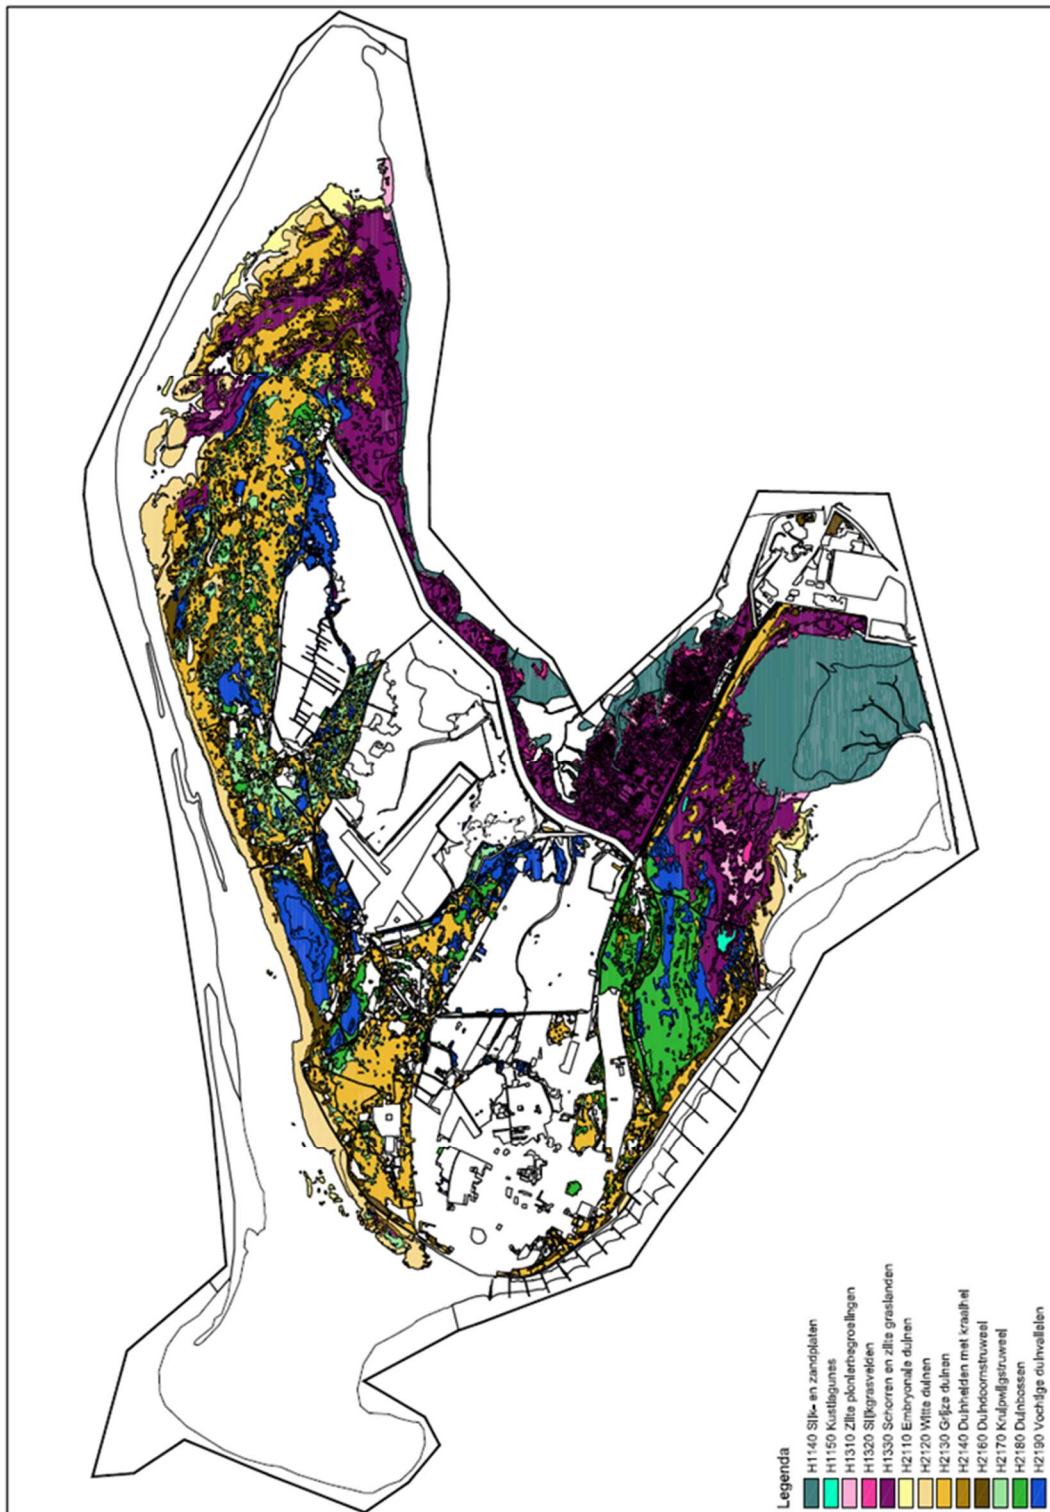 Legenda
H1140 Slik- en zandplaten
H1150 Kustlagunes
H1310 Zilte pionierbegroeiingen
H1320 Slijkgrasvelden
H1330 Schorren en zilte graslanden
H2110 Embryonale duinen
H2120 Witte duinen
H2130 Grijze duinen
H2140 Duinheiden met kraaihei
H2160 Duindoornstruweel
H2170 Kruipwilgstruweel
H2180 Duinbossen
H2190 Vochtige duinvalleien